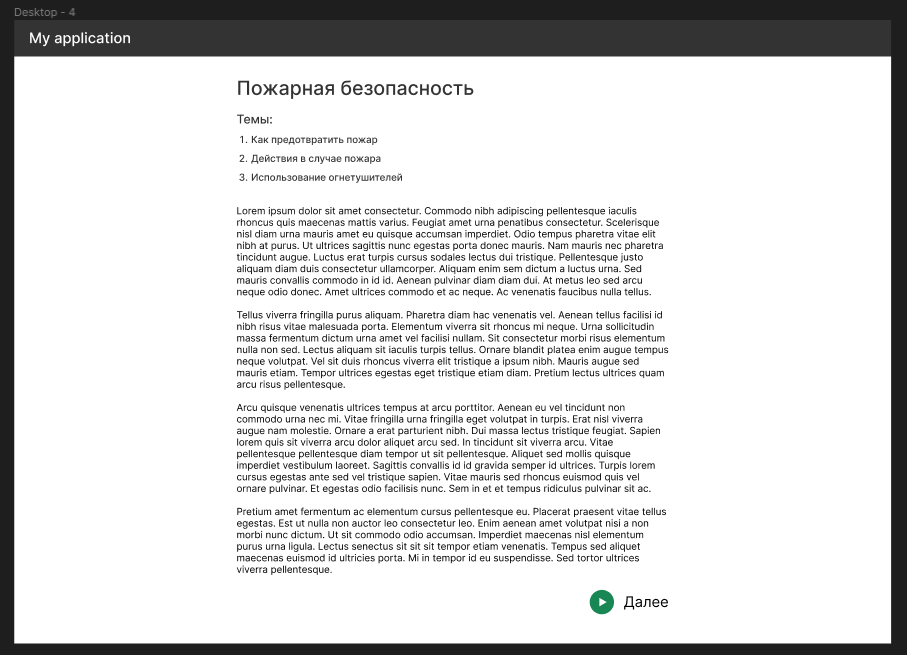 Desktop - 4
My application
Пожарная безопасность
Темы:
1. Как предотвратить пожар
2. Действия в случае пожара
3. Использование огнетушителей
Lorem ipsum dolor sit amet consectetur. Commodo nibh adipiscing pellentesque iaculis
rhoncus quis maecenas mattis varius. Feugiat amet urna penatibus consectetur. Scelerisque
nisl diam urna mauris amet eu quisque accumsan imperdiet. Odio tempus pharetra vitae elit
nibh at purus. Ut ultrices sagittis nunc egestas porta donec mauris. Nam mauris nec pharetra
tincidunt augue. Luctus erat turpis cursus sodales lectus dui tristique. Pellentesque justo
aliquam diam duis consectetur ullamcorper. Aliquam enim sem dictum a luctus urna. Sed
mauris convallis commodo in id id. Aenean pulvinar diam diam dui. At metus leo sed arcu
neque odio donec. Amet ultrices commodo et ac neque. Ac venenatis faucibus nulla tellus.
Tellus viverra fringilla purus aliquam. Pharetra diam hac venenatis vel. Aenean tellus facilisi id
nibh risus vitae malesuada porta. Elementum viverra sit rhoncus mi neque. Urna sollicitudin
massa fermentum dictum urna amet vel facilisi nullam. Sit consectetur morbi risus elementum
nulla non sed. Lectus aliquam sit iaculis turpis tellus. Ornare blandit platea enim augue tempus
neque volutpat. Vel sit duis rhoncus viverra elit tristique a ipsum nibh. Mauris augue sed
mauris etiam. Tempor ultrices egestas eget tristique etiam diam. Pretium lectus ultrices quam
arcu risus pellentesque.
Arcu quisque venenatis ultrices tempus at arcu porttitor. Aenean eu vel tincidunt non
commodo urna nec mi. Vitae fringilla urna fringilla eget volutpat in turpis. Erat nisl viverra
augue nam molestie. Ornare a erat parturient nibh. Dui massa lectus tristique feugiat. Sapien
lorem quis sit viverra arcu dolor aliquet arcu sed. In tincidunt sit viverra arcu. Vitae
pellentesque pellentesque diam tempor ut sit pellentesque. Aliquet sed mollis quisque
imperdiet vestibulum laoreet. Sagittis convallis id id gravida semper id ultrices. Turpis lorem
cursus egestas ante sed vel tristique sapien. Vitae mauris sed rhoncus euismod quis vel
ornare pulvinar. Et egestas odio facilisis nunc. Sem in et et tempus ridiculus pulvinar sit ac.
Pretium amet fermentum ac elementum cursus pellentesque eu. Placerat praesent vitae tellus
egestas. Est ut nulla non auctor leo consectetur leo. Enim aenean amet volutpat nisi a non
morbi nunc dictum. Ut sit commodo odio accumsan. Imperdiet maecenas nisl elementum
purus urna ligula. Lectus senectus sit sit sit tempor etiam venenatis. Tempus sed aliquet
maecenas euismod id ultricies porta. Mi in tempor id eu suspendisse. Sed tortor ultrices
viverra pellentesque.
Далее